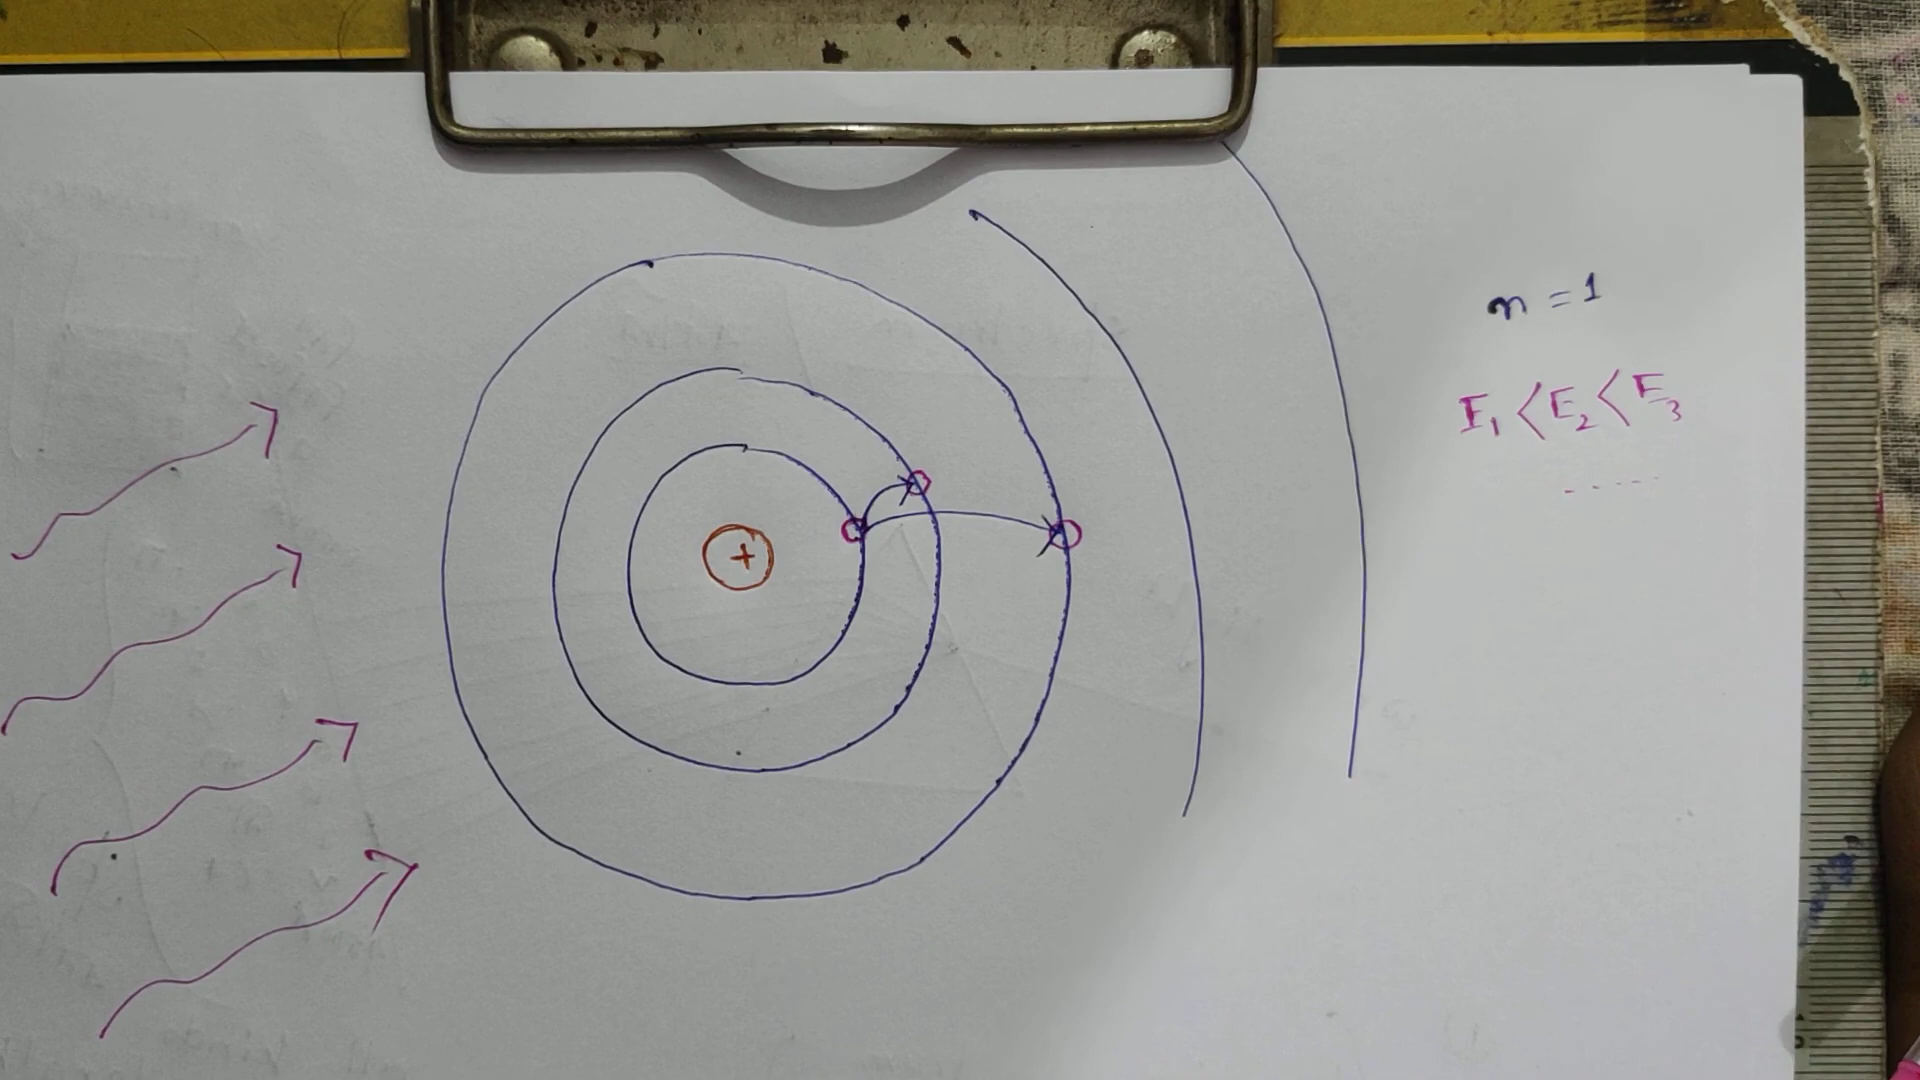 n = 1
E₁ < E₂ < E₃
.....
+